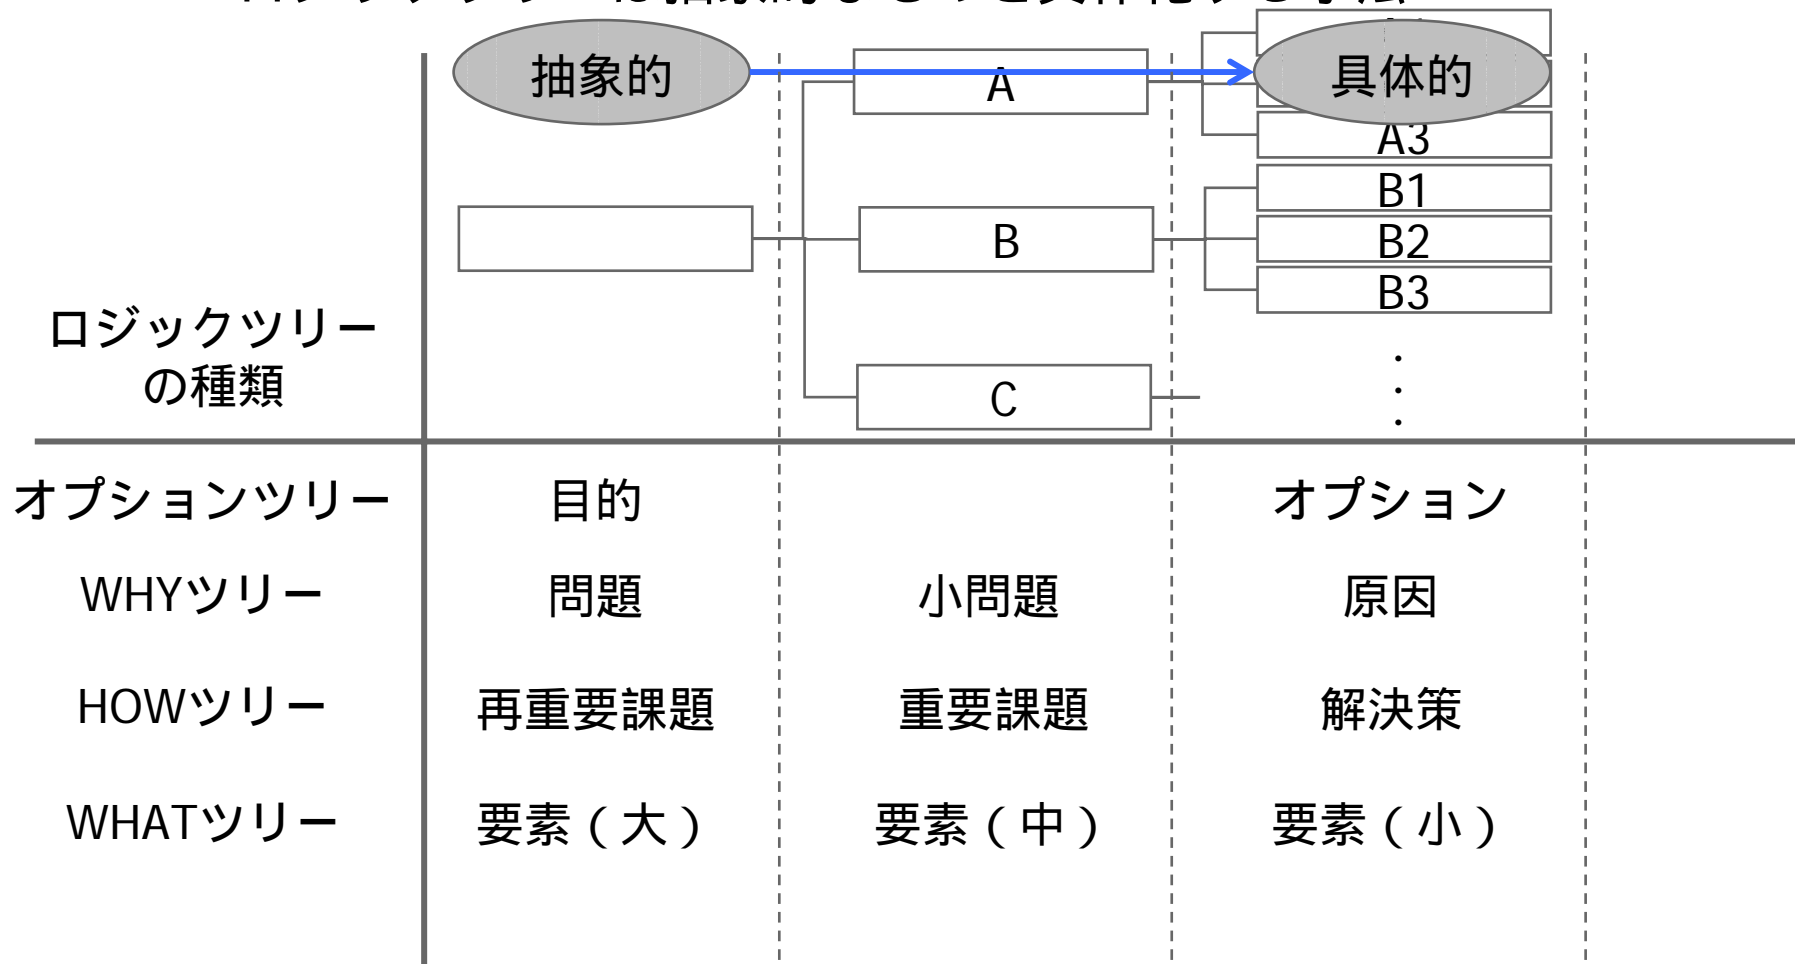 抽象的
具体的
A
A3
B1
B
B2
B3
C
ロジックツリー
の種類
オプションツリー 目的 オプション
WHYツリー 問題 小問題 原因
HOWツリー 再重要課題 重要課題 解決策
WHATツリー 要素（大） 要素（中） 要素（小）